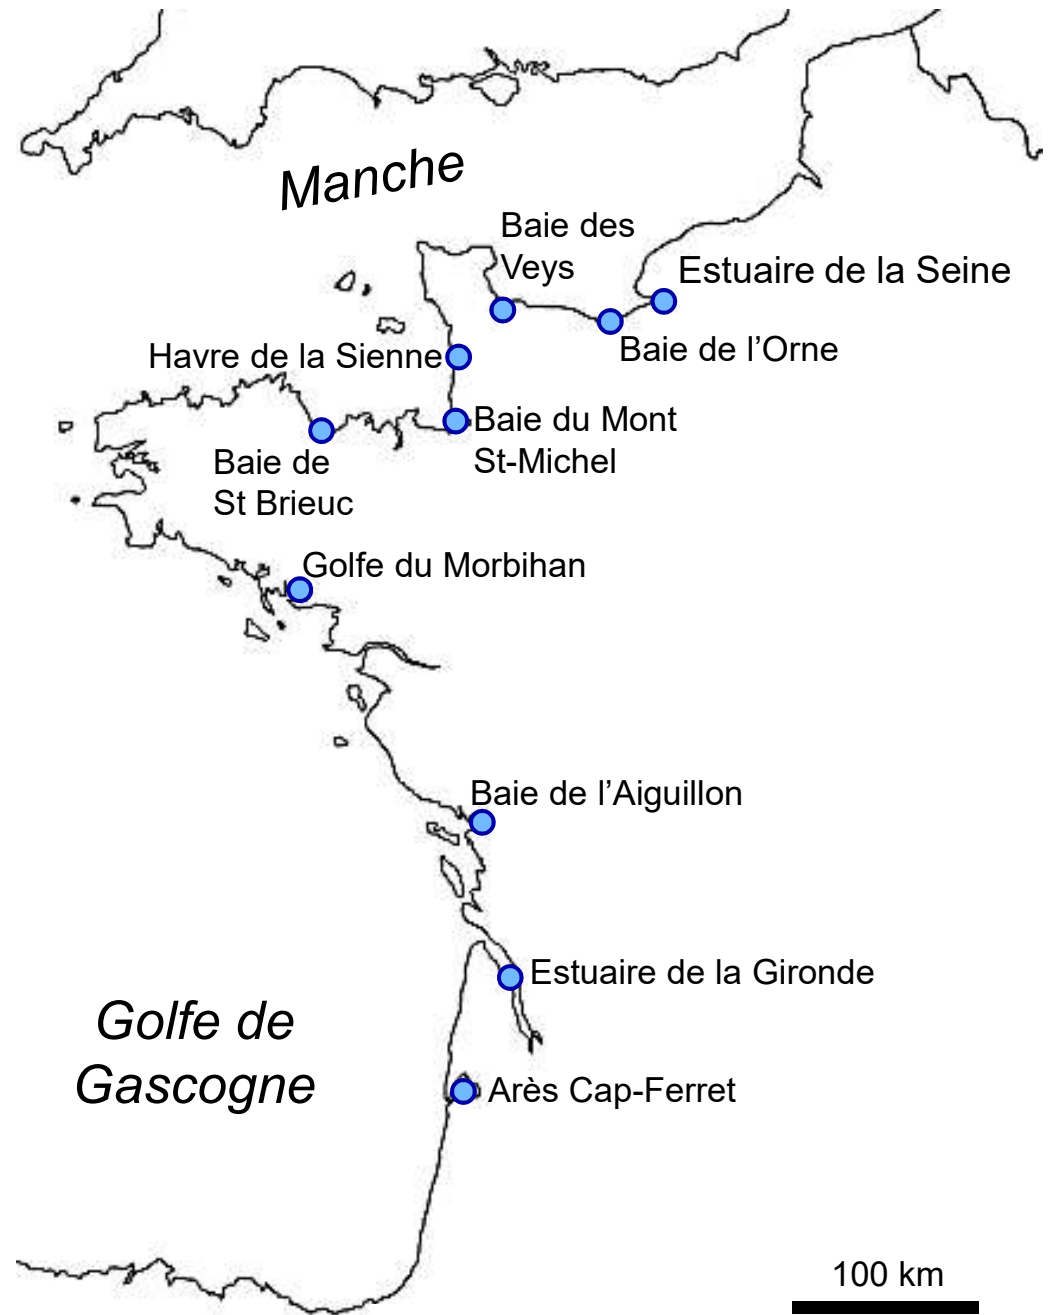 Manche
Baie des
Veys
Estuaire de la Seine
Baie de l’Orne
Havre de la Sienne
Baie du Mont
St-Michel
Baie de
St Brieuc
Golfe du Morbihan
Baie de l’Aiguillon
Estuaire de la Gironde
Golfe de
Gascogne
Arès Cap-Ferret
100 km